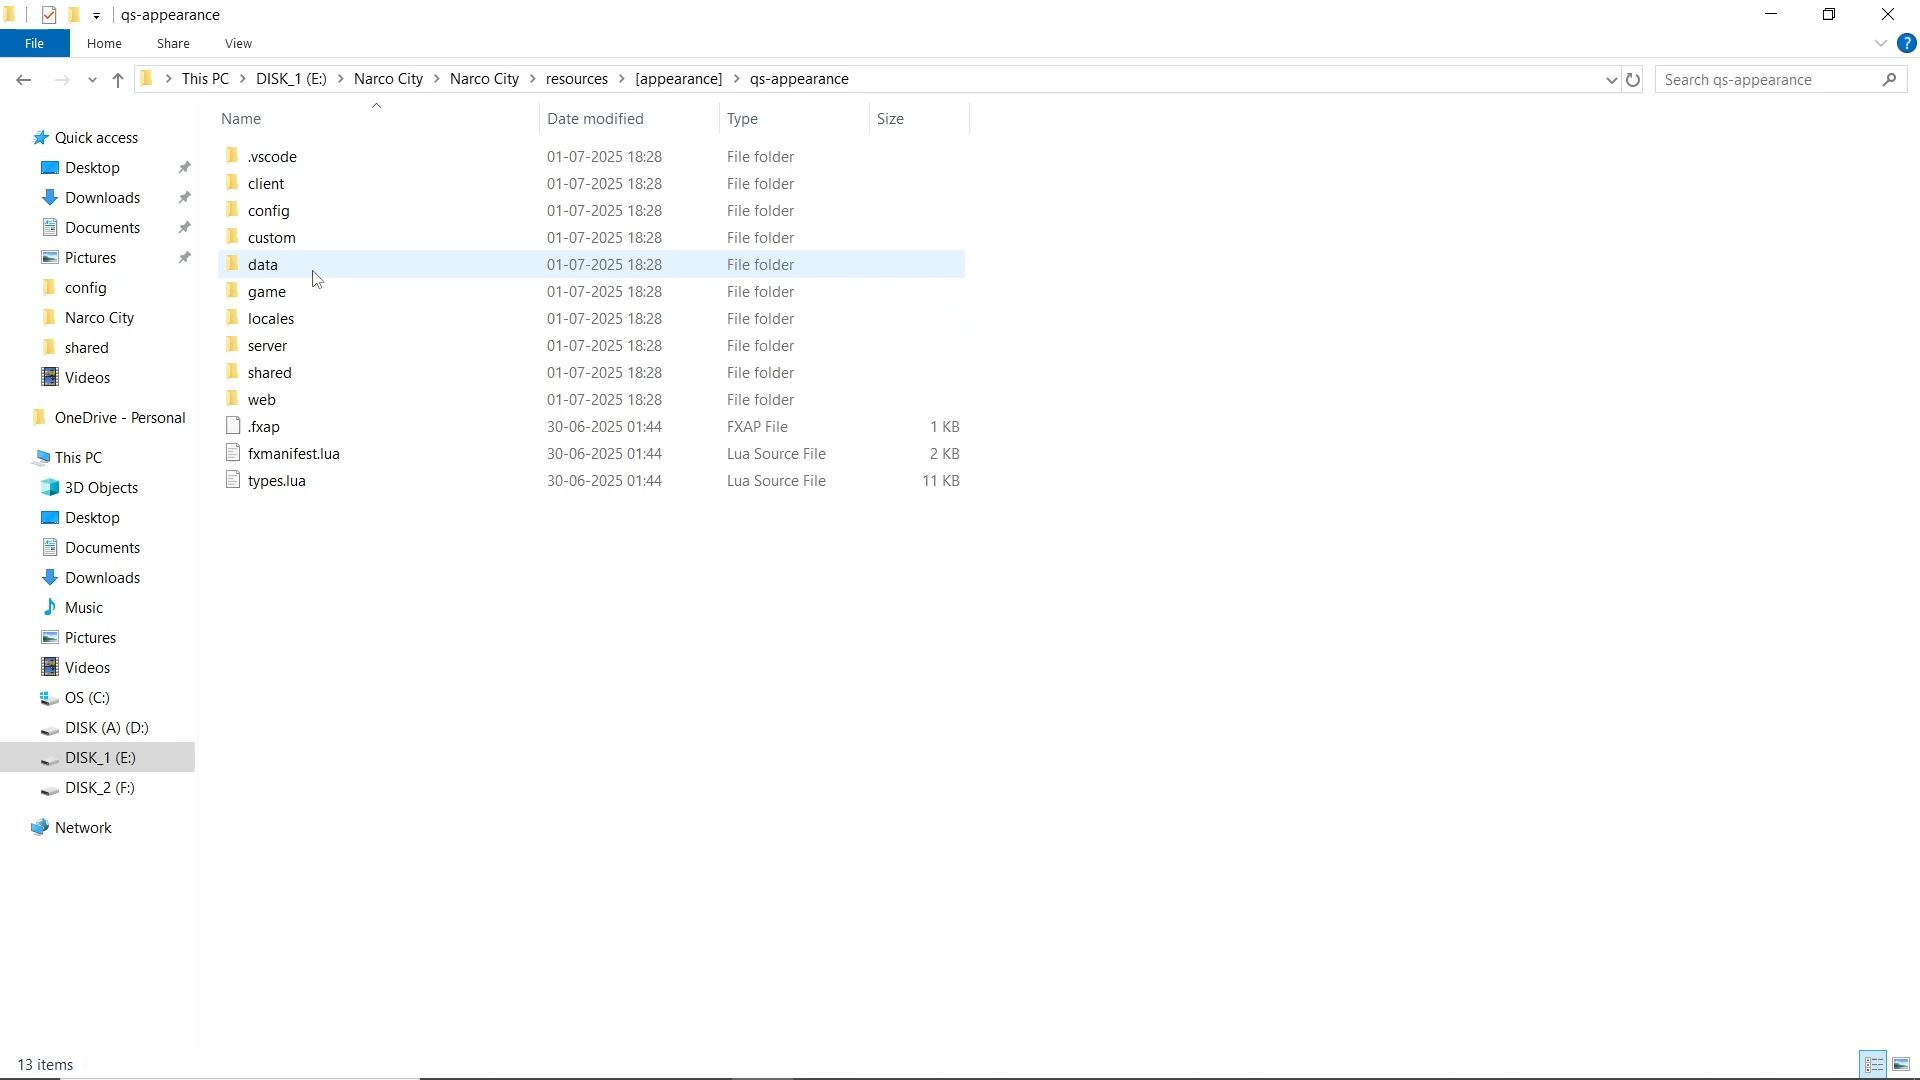 qs-appearance
File Home Share View
This PC DISK_1 (E:) Narco City Narco City resources [appearance] qs-appearance
Search qs-appearance
Name Date modified Type Size
Quick access
Desktop
Downloads
Documents
Pictures
config
Narco City
shared
Videos
OneDrive - Personal
This PC
3D Objects
Desktop
Documents
Downloads
Music
Pictures
Videos
OS (C:)
DISK (A) (D:)
DISK_1 (E:)
DISK_2 (F:)
Network
.vscode 01-07-2025 18:28 File folder
client 01-07-2025 18:28 File folder
config 01-07-2025 18:28 File folder
custom 01-07-2025 18:28 File folder
data 01-07-2025 18:28 File folder
game 01-07-2025 18:28 File folder
locales 01-07-2025 18:28 File folder
server 01-07-2025 18:28 File folder
shared 01-07-2025 18:28 File folder
web 01-07-2025 18:28 File folder
.fxap 30-06-2025 01:44 FXAP File 1 KB
fxmanifest.lua 30-06-2025 01:44 Lua Source File 2 KB
types.lua 30-06-2025 01:44 Lua Source File 11 KB
13 items